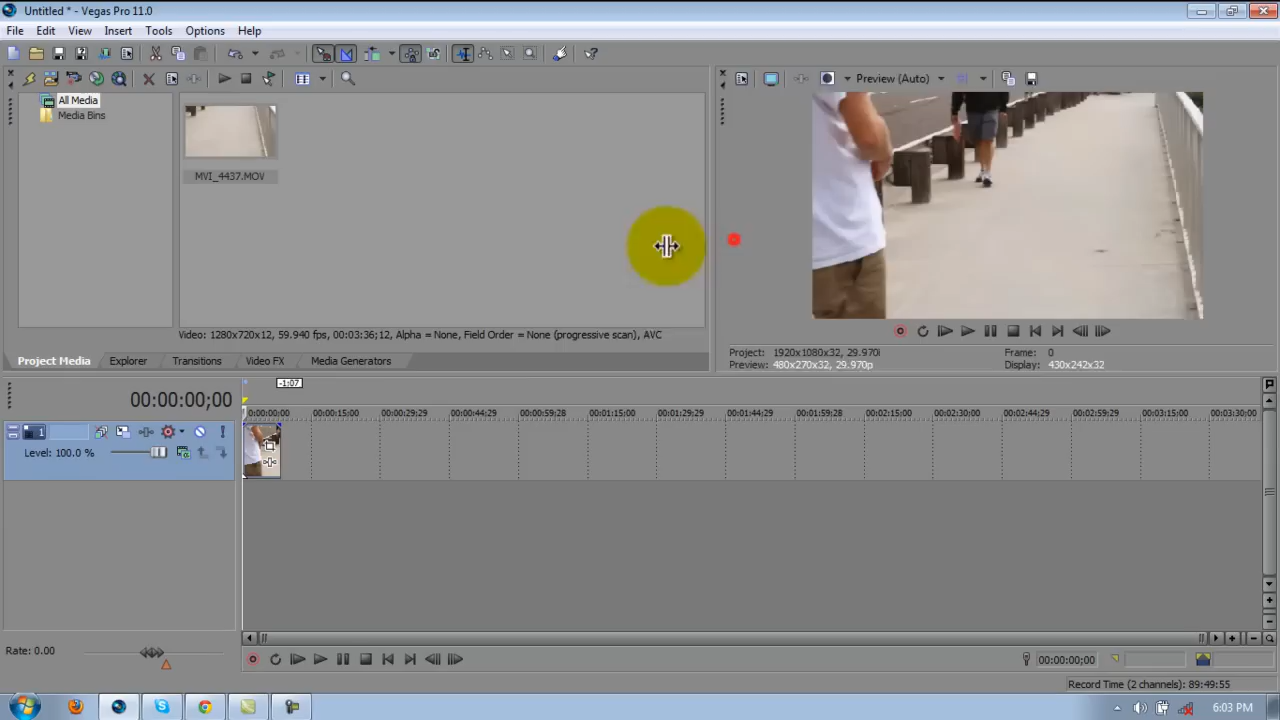 Untitled * - Vegas Pro 11.0
File Edit View Insert Tools Options Help
All Media
Media Bins
MVI_4437.MOV
Preview (Auto)
Video: 1280x720x12, 59.940 fps, 00:03:36;12, Alpha = None, Field Order = None (progressive scan), AVC
Project Media Explorer Transitions Video FX Media Generators
Project: 1920x1080x32, 29.970i Frame: 0
Preview: 480x270x32, 29.970p Display: 430x242x32
-1:07
00:00:00;00
0:00:00:00 00:00:15:00 00:00:29:29 00:00:44:29 00:00:59:28 00:01:15:00 00:01:29:29 00:01:44:29 00:01:59:28 00:02:15:00 00:02:30:00 00:02:44:29 00:02:59:29 00:03:15:00 00:03:30:00
1
Level: 100.0 %
Rate: 0.00
00:00:00;00
Record Time (2 channels): 89:49:55
6:03 PM